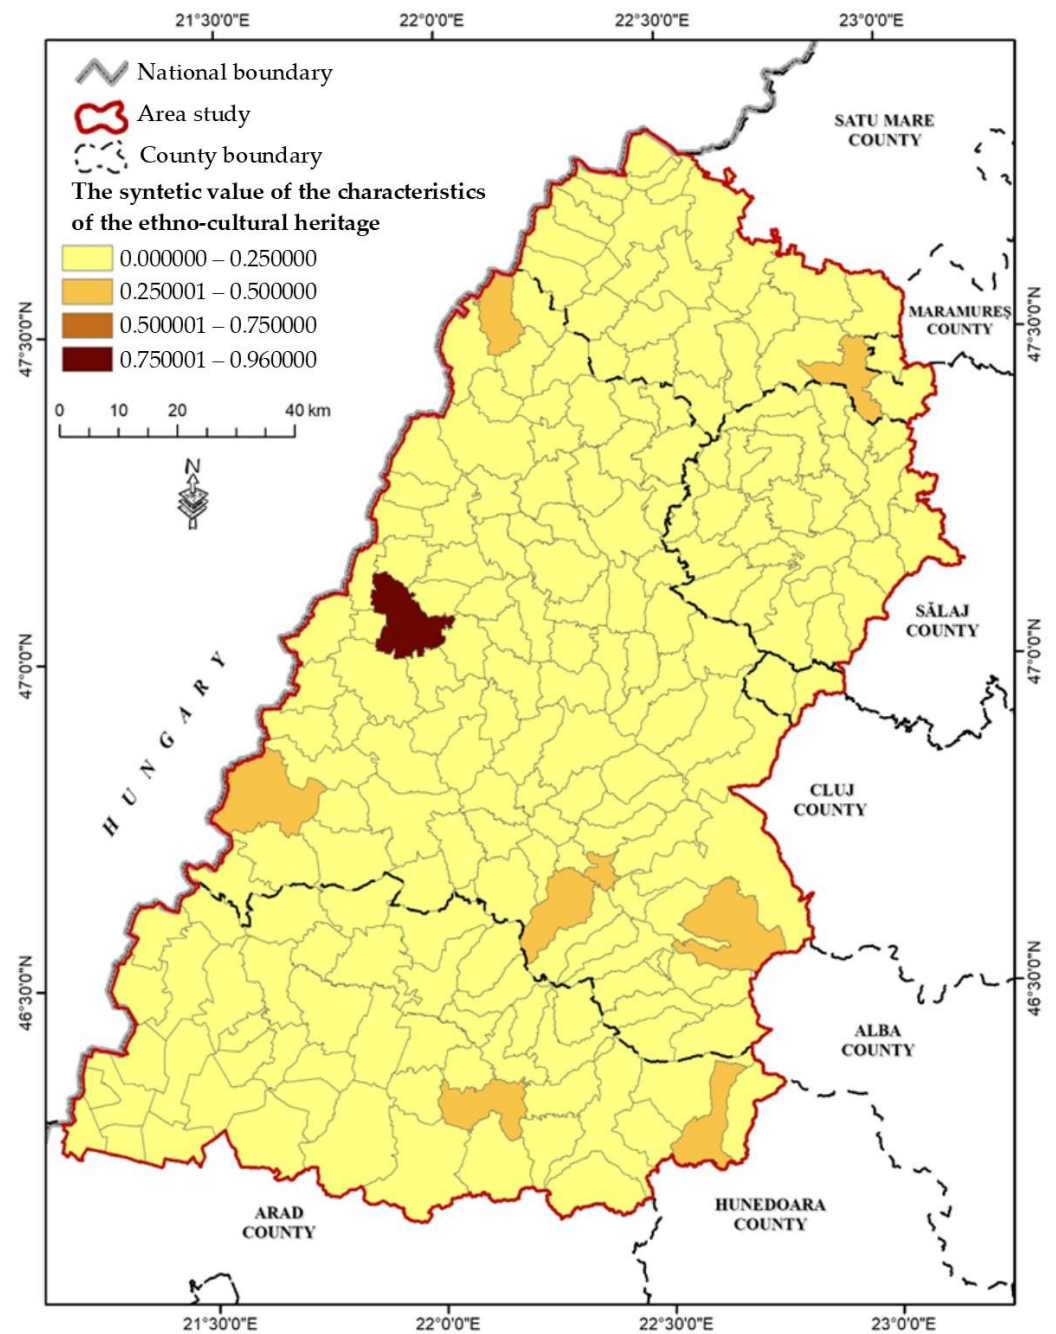 21°30'0"E 22°0'0"E 22°30'0"E 23°0'0"E
National boundary
Area study
County boundary
The syntetic value of the characteristics
of the ethno-cultural heritage
0.000000 – 0.250000
0.250001 – 0.500000
0.500001 – 0.750000
0.750001 – 0.960000
0 10 20 40 km
N
SATU MARE
COUNTY
MARAMUREȘ
COUNTY
47°30'0"N
47°30'0"N
SĂLAJ
COUNTY
47°0'0"N
47°0'0"N
HUNGARY
CLUJ
COUNTY
46°30'0"N
46°30'0"N
ALBA
COUNTY
ARAD
COUNTY
HUNEDOARA
COUNTY
21°30'0"E 22°0'0"E 22°30'0"E 23°0'0"E